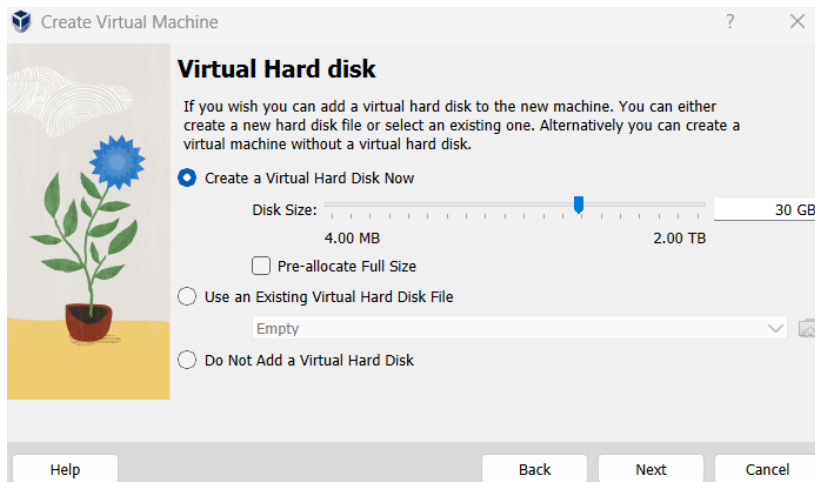 Create Virtual Machine
?
Virtual Hard disk
If you wish you can add a virtual hard disk to the new machine. You can either
create a new hard disk file or select an existing one. Alternatively you can create a
virtual machine without a virtual hard disk.
Create a Virtual Hard Disk Now
Disk Size:
30 GB
4.00 MB
2.00 TB
Pre-allocate Full Size
Use an Existing Virtual Hard Disk File
Empty
Do Not Add a Virtual Hard Disk
Help
Back
Next
Cancel